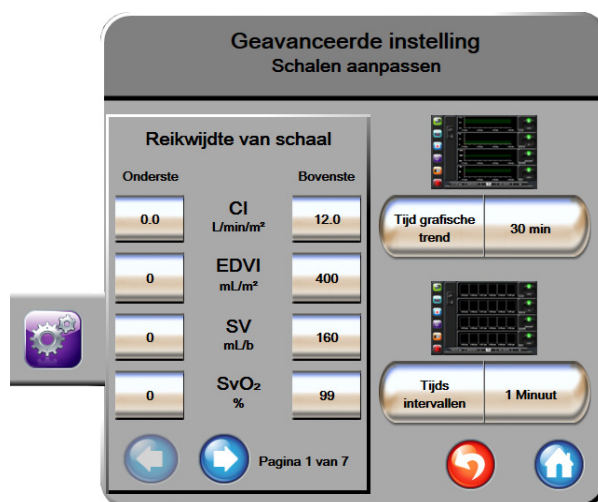 Geavanceerde instelling
Schalen aanpassen
Reikwijdte van schaal
Onderste Bovenste
0.0 CI 12.0
L/min/m²
0 EDVI 400
mL/m²
0 SV 160
mL/b
0 SvO₂ 99
%
Pagina 1 van 7
Tijd grafische
trend
30 min
Tijds
intervallen
1 Minuut